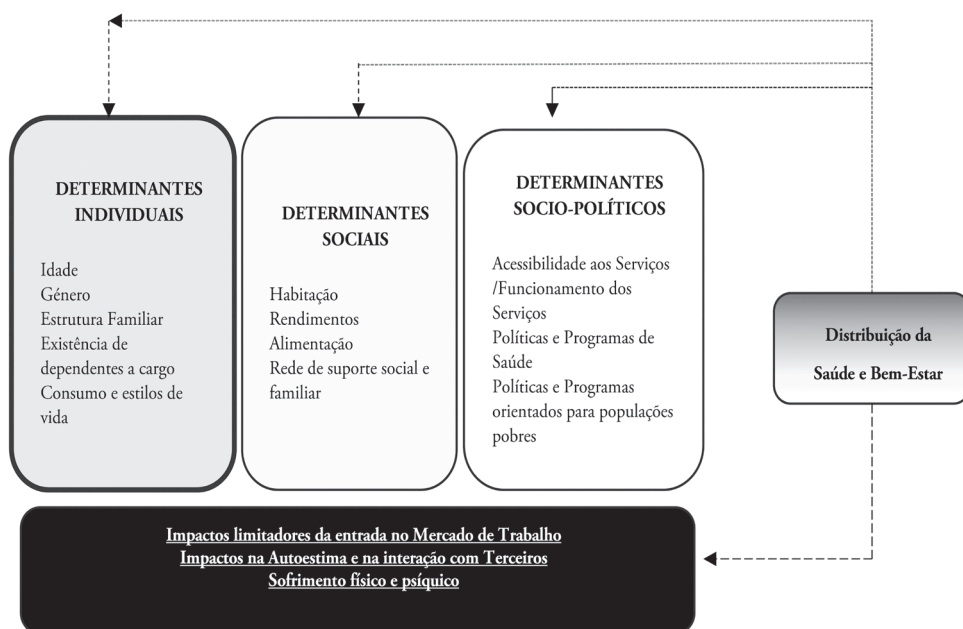 DETERMINANTES
INDIVIDUAIS
Idade
Género
Estrutura Familiar
Existência de
dependentes a cargo
Consumo e estilos de
vida
DETERMINANTES
SOCIAIS
Habitação
Rendimentos
Alimentação
Rede de suporte social e
familiar
DETERMINANTES
SOCIO-POLÍTICOS
Acessibilidade aos Serviços
/Funcionamento dos
Serviços
Políticas e Programas de
Saúde
Políticas e Programas
orientados para populações
pobres
Distribuição da
Saúde e Bem-Estar
Impactos limitadores da entrada no Mercado de Trabalho
Impactos na Autoestima e na interação com Terceiros
Sofrimento físico e psíquico